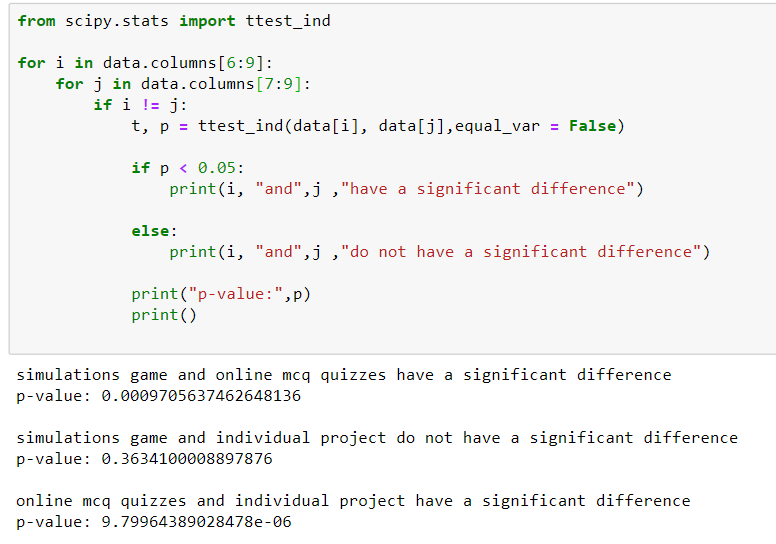 from scipy.stats import ttest_ind
for i in data.columns[6:9]:
for j in data.columns[7:9]:
if i != j:
t, p = ttest_ind(data[i], data[j],equal_var = False)
if p < 0.05:
print(i, "and",j ,"have a significant difference")
else:
print(i, "and",j ,"do not have a significant difference")
print("p-value:",p)
print()
simulations game and online mcq quizzes have a significant difference
p-value: 0.0009705637462648136
simulations game and individual project do not have a significant difference
p-value: 0.3634100008897876
online mcq quizzes and individual project have a significant difference
p-value: 9.79964389028478e-06